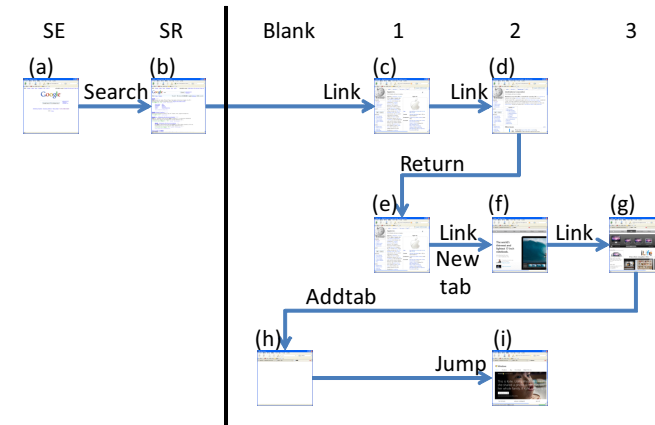 SE SR Blank 1 2 3
(a) (b) (c) (d)
Google
Search Link Link
Return
(e) (f) (g)
Link Link
New
tab
Addtab
(h) (i)
Jump